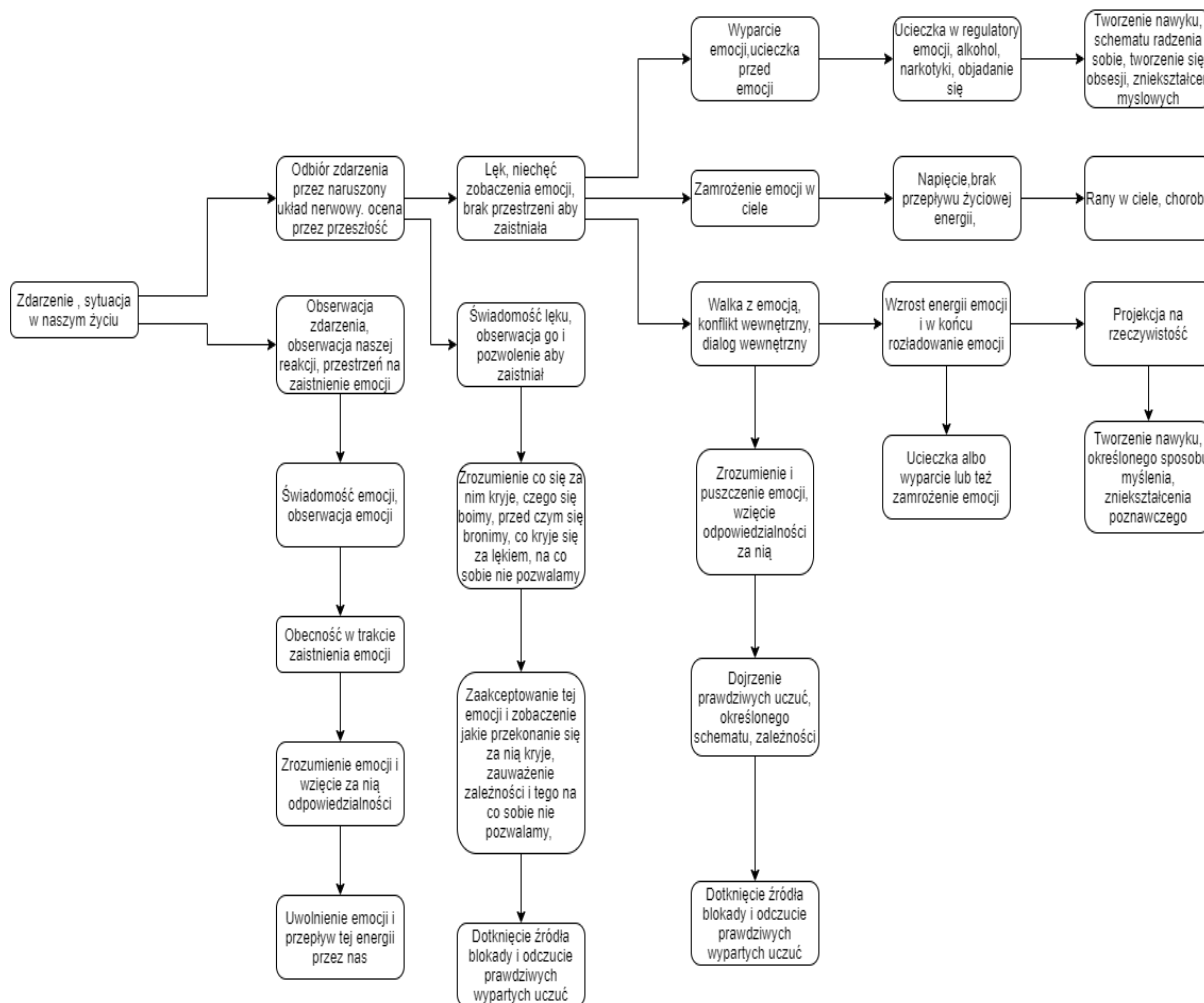 Wyparcie
emocji,ucieczka
przed
emocji
Ucieczka w regulatory
emocji, alkohol,
narkotyki, objadanie
się
Tworzenie nawyku,
schematu radzenia
sobie, tworzenie się
obsesji, zniekształceń
myslowych
Odbiór zdarzenia
przez naruszony
układ nerwowy. ocena
przez przeszłość
Lęk, niechęć
zobaczenia emocji,
brak przestrzeni aby
zaistniała
Zamrożenie emocji w
ciele
Napięcie,brak
przepływu życiowej
energii,
Rany w ciele, chorob
Zdarzenie , sytuacja
w naszym życiu
Obserwacja
zdarzenia,
obserwacja naszej
reakcji, przestrzeń na
zaistnienie emocji
Świadomość lęku,
obserwacja go i
pozwolenie aby
zaistniał
Walka z emocją,
konflikt wewnętrzny,
dialog wewnętrzny
Wzrost energii emocji
i w końcu
rozładowanie emocji
Projekcja na
rzeczywistość
Świadomość emocji,
obserwacja emocji
Zrozumienie co się za
nim kryje, czego się
boimy, przed czym się
bronimy, co kryje się
za lękiem, na co
sobie nie pozwalamy
Zrozumienie i
puszczenie emocji,
wzięcie
odpowiedzialności
za nią
Ucieczka albo
wyparcie lub też
zamrożenie emocji
Tworzenie nawyku,
określonego sposobu
myślenia,
zniekształcenia
poznawczego
Obecność w trakcie
zaistnienia emocji
Zaakceptowanie tej
emocji i zobaczenie
jakie przekonanie się
za nią kryje,
zauważenie
zależności i tego na
co sobie nie
pozwalamy,
Dojrzenie
prawdziwych uczuć,
określonego
schematu, zależności
Zrozumienie emocji i
wzięcie za nią
odpowiedzialności
Uwolnienie emocji i
przepływ tej energii
przez nas
Dotknięcie źródła
blokady i odczucie
prawdziwych
wypartych uczuć
Dotknięcie źródła
blokady i odczucie
prawdziwych
wypartych uczuć